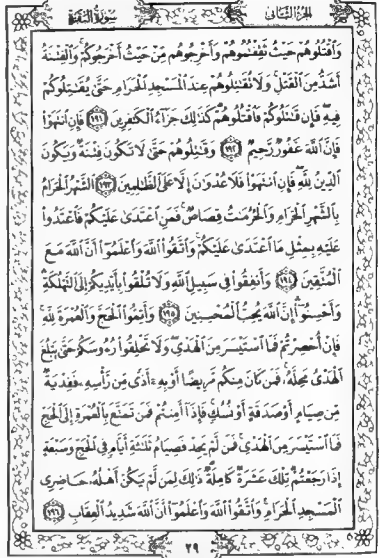 الجزء الثاني
سورة البقرة
وَاقْتُلُوهُمْ حَيْثُ ثَقِفْتُمُوهُمْ وَأَخْرِجُوهُم مِّنْ حَيْثُ أَخْرَجُوكُمْ وَالْفِتْنَةُ
أَشَدُّ مِنَ الْقَتْلِ وَلَا تُقَاتِلُوهُمْ عِندَ الْمَسْجِدِ الْحَرَامِ حَتَّىٰ يُقَاتِلُوكُمْ
فِيهِ فَإِن قَاتَلُوكُمْ فَاقْتُلُوهُمْ كَذَٰلِكَ جَزَاءُ الْكَافِرِينَ ١٩١ فَإِنِ انتَهَوْا
فَإِنَّ اللَّهَ غَفُورٌ رَّحِيمٌ ١٩٢ وَقَاتِلُوهُمْ حَتَّىٰ لَا تَكُونَ فِتْنَةٌ وَيَكُونَ
الدِّينُ لِلَّهِ فَإِنِ انتَهَوْا فَلَا عُدْوَانَ إِلَّا عَلَى الظَّالِمِينَ ١٩٣ الشَّهْرُ الْحَرَامُ
بِالشَّهْرِ الْحَرَامِ وَالْحُرُمَاتُ قِصَاصٌ فَمَنِ اعْتَدَىٰ عَلَيْكُمْ فَاعْتَدُوا
عَلَيْهِ بِمِثْلِ مَا اعْتَدَىٰ عَلَيْكُمْ وَاتَّقُوا اللَّهَ وَاعْلَمُوا أَنَّ اللَّهَ مَعَ
الْمُتَّقِينَ ١٩٤ وَأَنفِقُوا فِي سَبِيلِ اللَّهِ وَلَا تُلْقُوا بِأَيْدِيكُمْ إِلَى التَّهْلُكَةِ
وَأَحْسِنُوا إِنَّ اللَّهَ يُحِبُّ الْمُحْسِنِينَ ١٩٥ وَأَتِمُّوا الْحَجَّ وَالْعُمْرَةَ لِلَّهِ
فَإِنْ أُحْصِرْتُمْ فَمَا اسْتَيْسَرَ مِنَ الْهَدْيِ وَلَا تَحْلِقُوا رُءُوسَكُمْ حَتَّىٰ يَبْلُغَ
الْهَدْيُ مَحِلَّهُ فَمَن كَانَ مِنكُم مَّرِيضًا أَوْ بِهِ أَذًى مِّن رَّأْسِهِ فَفِدْيَةٌ
مِّن صِيَامٍ أَوْ صَدَقَةٍ أَوْ نُسُكٍ فَإِذَا أَمِنتُمْ فَمَن تَمَتَّعَ بِالْعُمْرَةِ إِلَى الْحَجِّ
فَمَا اسْتَيْسَرَ مِنَ الْهَدْيِ فَمَن لَّمْ يَجِدْ فَصِيَامُ ثَلَاثَةِ أَيَّامٍ فِي الْحَجِّ وَسَبْعَةٍ
إِذَا رَجَعْتُمْ تِلْكَ عَشَرَةٌ كَامِلَةٌ ذَٰلِكَ لِمَن لَّمْ يَكُنْ أَهْلُهُ حَاضِرِي
الْمَسْجِدِ الْحَرَامِ وَاتَّقُوا اللَّهَ وَاعْلَمُوا أَنَّ اللَّهَ شَدِيدُ الْعِقَابِ ١٩٦
٢٩